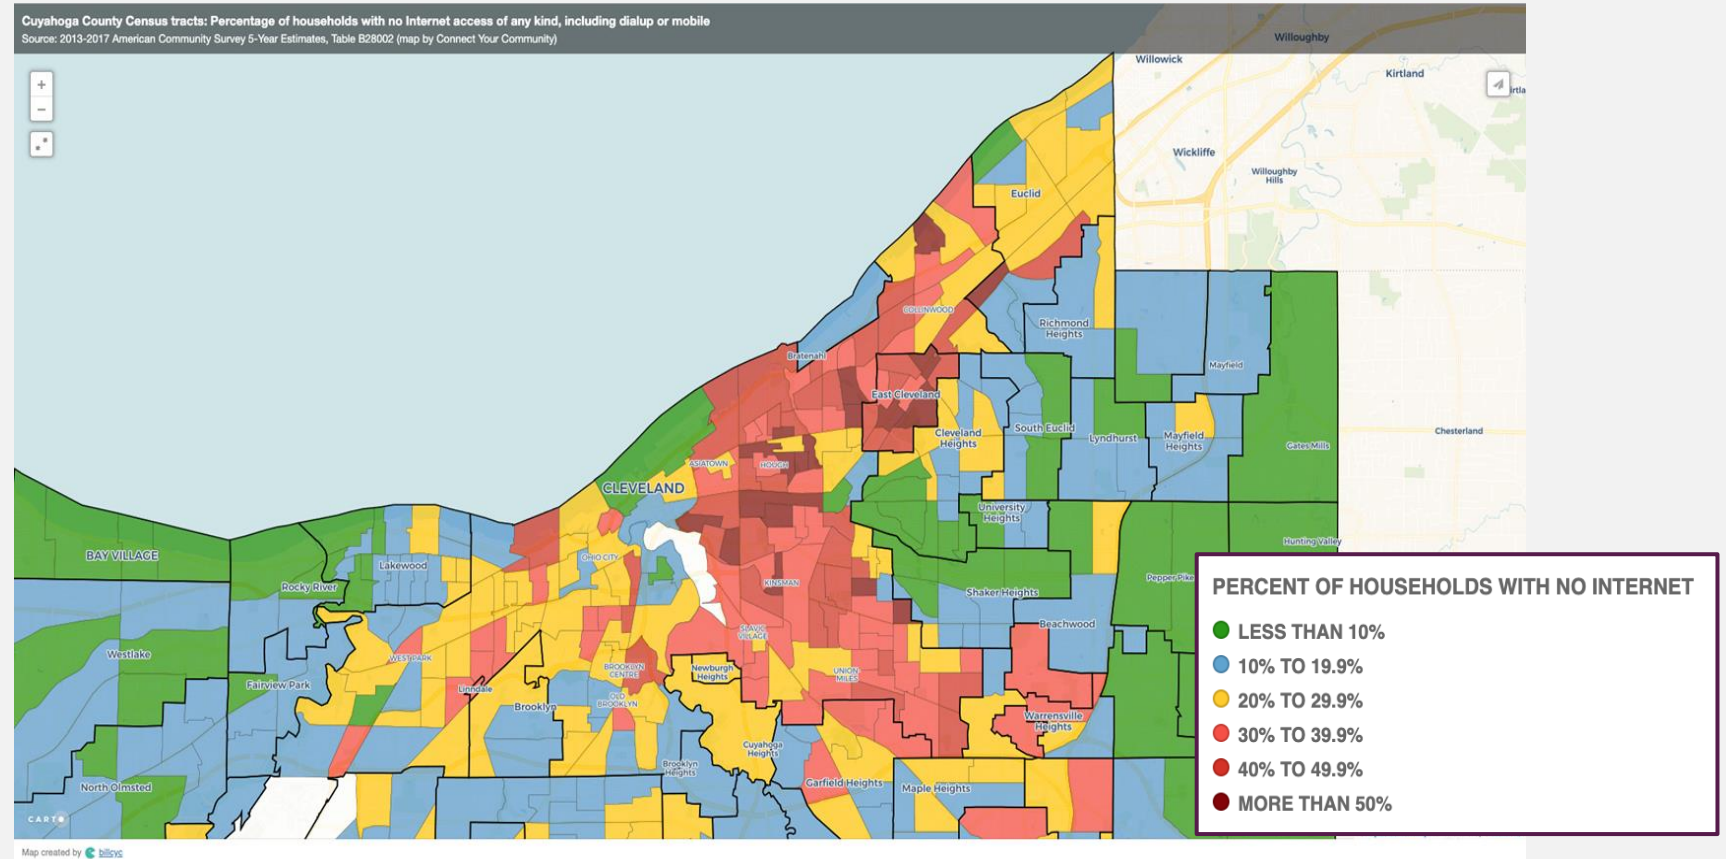 Cuyahoga County Census tracts: Percentage of households with no Internet access of any kind, including dialup or mobile
Source: 2013-2017 American Community Survey 5-Year Estimates, Table B28002 (map by Connect Your Community)
Willoughby
Willowick
Kirtland
+
−
Wickliffe
Willoughby
Hills
Euclid
COLLINWOOD
Richmond
Heights
Bratenahl
Mayfield
East Cleveland
Cleveland
Heights
South Euclid
Lyndhurst
Mayfield
Heights
Chesterland
Gates Mills
ASIATOWN
HOUGH
CLEVELAND
University
Heights
Hunting Valley
BAY VILLAGE
OHIO CITY
Lakewood
Rocky River
KINSMAN
Shaker Heights
Pepper Pike
Beachwood
SLAVIC
VILLAGE
Westlake
WEST PARK
BROOKLYN
CENTRE
Newburgh
Heights
UNION
MILES
Fairview Park
Linndale
Brooklyn
OLD
BROOKLYN
Warrensville
Heights
Cuyahoga
Heights
Brooklyn
Heights
North Olmsted
Garfield Heights
Maple Heights
CARTO
PERCENT OF HOUSEHOLDS WITH NO INTERNET
LESS THAN 10%
10% TO 19.9%
20% TO 29.9%
30% TO 39.9%
40% TO 49.9%
MORE THAN 50%
Map created by billcyc